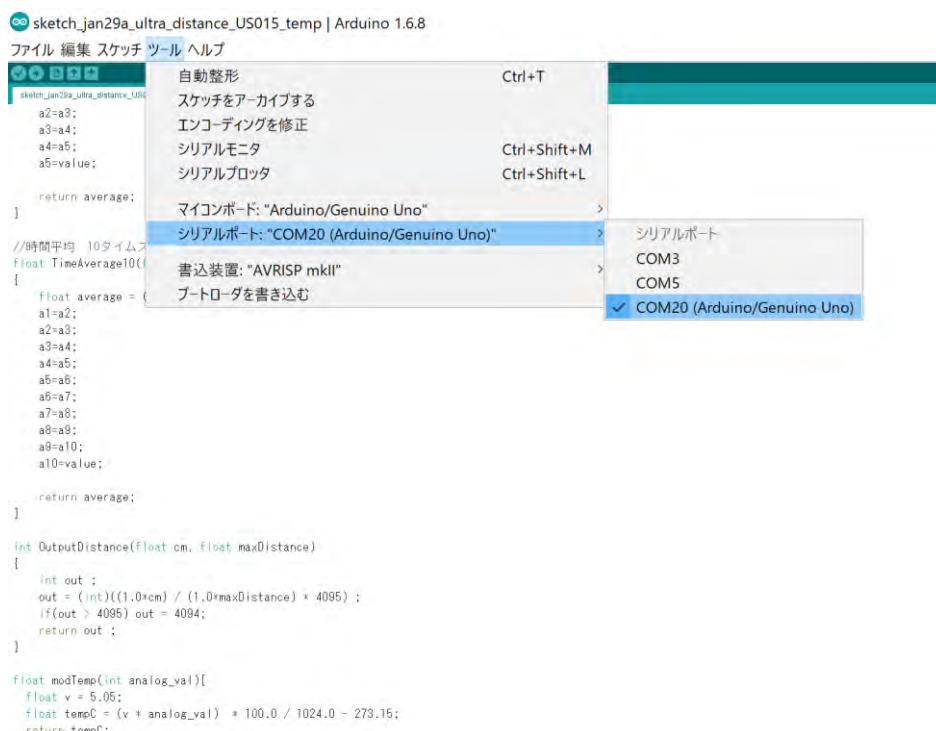 sketch_jan29a_ultra_distance_US015_temp | Arduino 1.6.8
ファイル 編集 スケッチ ツール ヘルプ
自動整形 Ctrl+T
スケッチをアーカイブする
エンコーディングを修正
シリアルモニタ Ctrl+Shift+M
シリアルプロッタ Ctrl+Shift+L
マイコンボード: "Arduino/Genuino Uno"
シリアルポート: "COM20 (Arduino/Genuino Uno)"
書込装置: "AVRISP mkII"
ブートローダを書き込む
シリアルポート
COM3
COM5
COM20 (Arduino/Genuino Uno)
sketch_jan29a_ultra_distance_US0
a2=a3;
a3=a4;
a4=a5;
a5=value;
return average;
}
//時間平均 10タイムス
float TimeAverage10(
{
float average = (
a1=a2;
a2=a3;
a3=a4;
a4=a5;
a5=a6;
a6=a7;
a7=a8;
a8=a9;
a9=a10;
a10=value;
return average;
}
int OutputDistance(float cm, float maxDistance)
{
int out ;
out = (int)((1.0*cm) / (1.0*maxDistance) * 4095) ;
if(out > 4095) out = 4094;
return out ;
}
float modTemp(int analog_val){
float v = 5.05;
float tempC = (v * analog_val) * 100.0 / 1024.0 - 273.15;
return tempC;